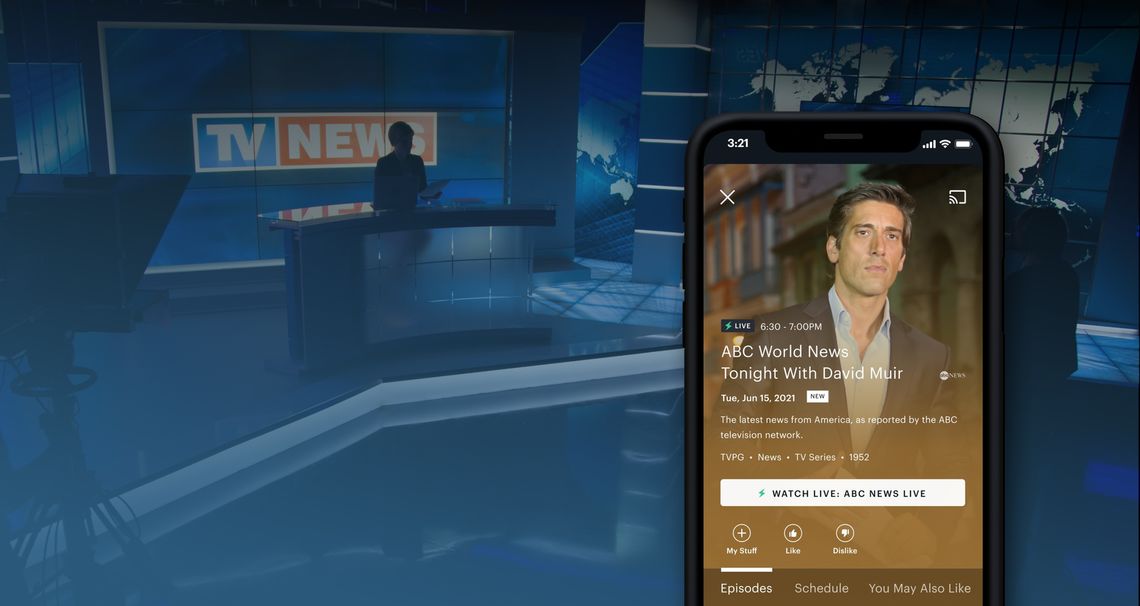 TV NEWS
3:21
LIVE 6:30 - 7:00PM
ABC World News
Tonight With David Muir
abc NEWS
Tue, Jun 15, 2021 NEW
The latest news from America, as reported by the ABC
television network.
TVPG • News • TV Series • 1952
WATCH LIVE: ABC NEWS LIVE
My Stuff Like Dislike
Episodes Schedule You May Also Like